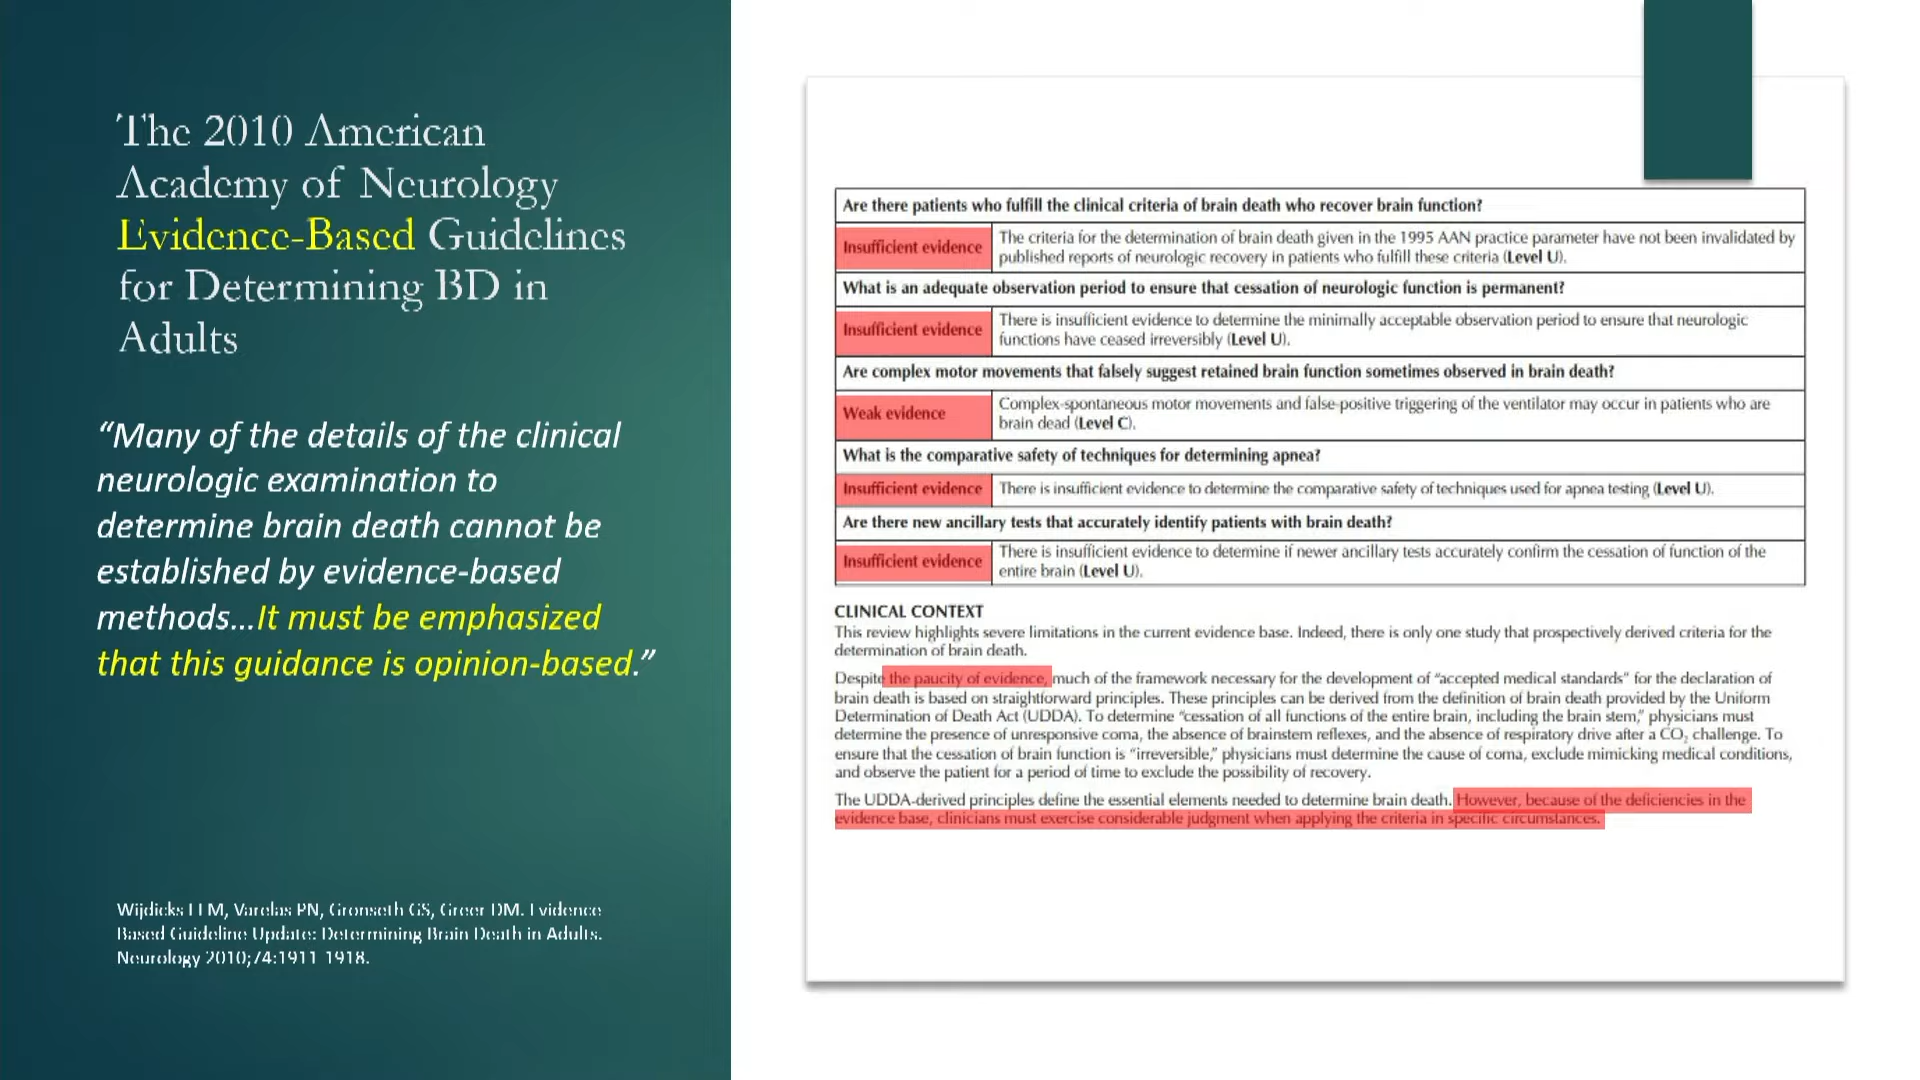 The 2010 American
Academy of Neurology
Evidence-Based Guidelines
for Determining BD in
Adults
“Many of the details of the clinical
neurologic examination to
determine brain death cannot be
established by evidence-based
methods...It must be emphasized
that this guidance is opinion-based.”
Wijdicks EFM, Varelas PN, Gronseth GS, Greer DM. Evidence
Based Guideline Update: Determining Brain Death in Adults.
Neurology 2010;74:1911 1918.
Are there patients who fulfill the clinical criteria of brain death who recover brain function?
Insufficient evidence
The criteria for the determination of brain death given in the 1995 AAN practice parameter have not been invalidated by
published reports of neurologic recovery in patients who fulfill these criteria (Level U).
What is an adequate observation period to ensure that cessation of neurologic function is permanent?
Insufficient evidence
There is insufficient evidence to determine the minimally acceptable observation period to ensure that neurologic
functions have ceased irreversibly (Level U).
Are complex motor movements that falsely suggest retained brain function sometimes observed in brain death?
Weak evidence
Complex-spontaneous motor movements and false-positive triggering of the ventilator may occur in patients who are
brain dead (Level C).
What is the comparative safety of techniques for determining apnea?
Insufficient evidence
There is insufficient evidence to determine the comparative safety of techniques used for apnea testing (Level U).
Are there new ancillary tests that accurately identify patients with brain death?
Insufficient evidence
There is insufficient evidence to determine if newer ancillary tests accurately confirm the cessation of function of the
entire brain (Level U).
CLINICAL CONTEXT
This review highlights severe limitations in the current evidence base. Indeed, there is only one study that prospectively derived criteria for the
determination of brain death.
Despite the paucity of evidence, much of the framework necessary for the development of “accepted medical standards” for the declaration of
brain death is based on straightforward principles. These principles can be derived from the definition of brain death provided by the Uniform
Determination of Death Act (UDDA). To determine “cessation of all functions of the entire brain, including the brain stem,” physicians must
determine the presence of unresponsive coma, the absence of brainstem reflexes, and the absence of respiratory drive after a CO₂ challenge. To
ensure that the cessation of brain function is “irreversible,” physicians must determine the cause of coma, exclude mimicking medical conditions,
and observe the patient for a period of time to exclude the possibility of recovery.
The UDDA-derived principles define the essential elements needed to determine brain death. However, because of the deficiencies in the
evidence base, clinicians must exercise considerable judgment when applying the criteria in specific circumstances.